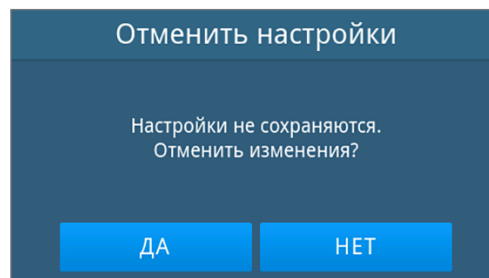 Отменить настройки
Настройки не сохраняются.
Отменить изменения?
ДА НЕТ